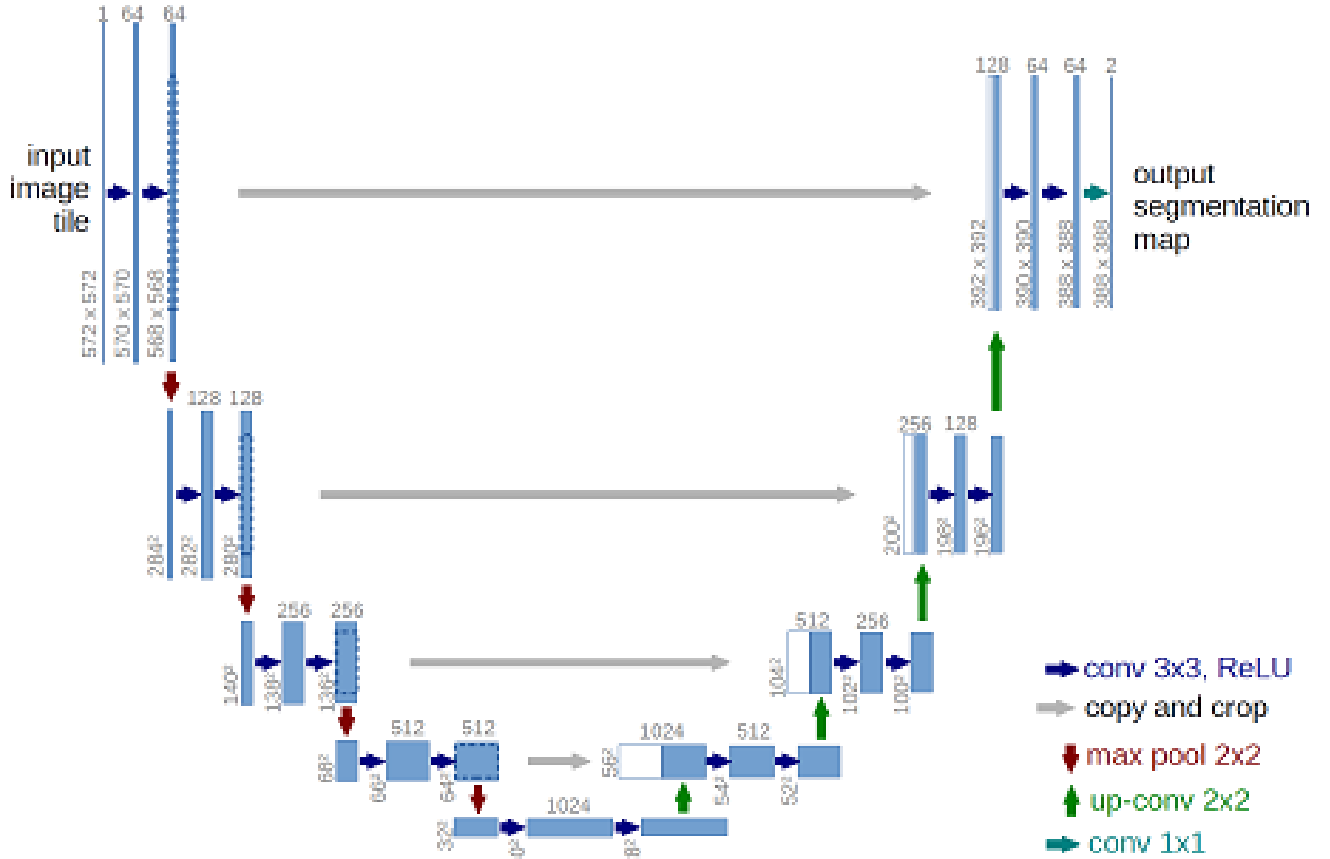 1 64 64
128 64 64 2
input
image
tile
output
segmentation
map
572 x 572
570 x 570
568 x 568
392 x 392
390 x 390
388 x 388
388 x 388
128 128
256 128
284²
282²
280²
200²
198²
196²
256 256
512 256
140²
138²
136²
104²
102²
100²
512 512
1024 512
68²
66²
64²
56²
54²
52²
1024
32²
conv 3x3, ReLU
copy and crop
max pool 2x2
up-conv 2x2
conv 1x1